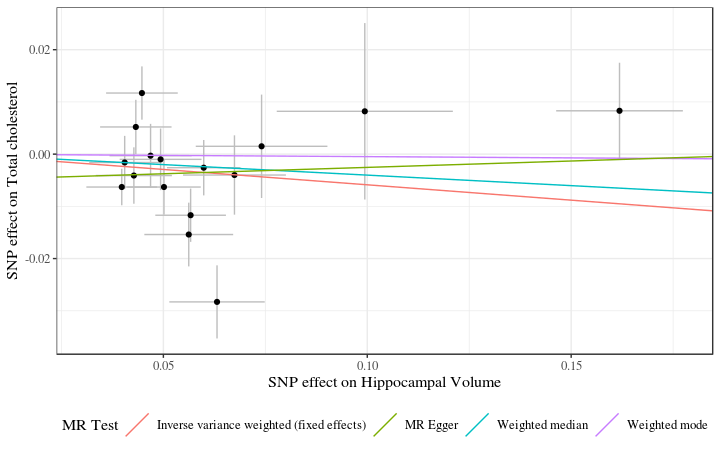 SNP effect on Total cholesterol
0.02
0.00
-0.02
0.05
0.10
0.15
SNP effect on Hippocampal Volume
MR Test
Inverse variance weighted (fixed effects)
MR Egger
Weighted median
Weighted mode